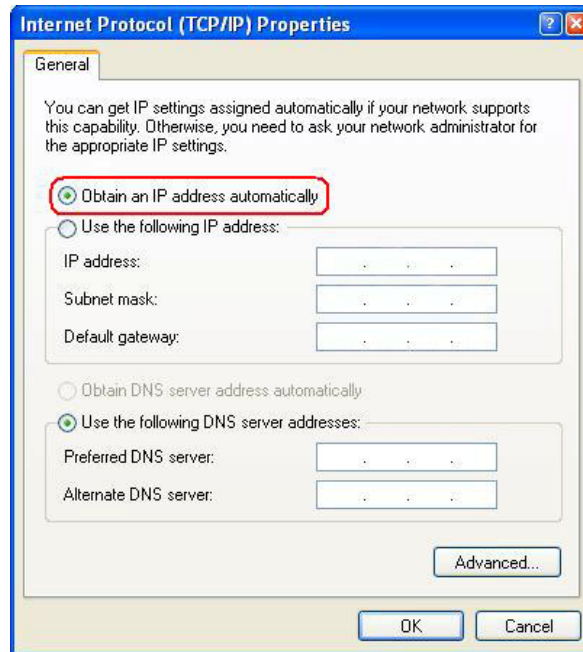 Internet Protocol (TCP/IP) Properties
General
You can get IP settings assigned automatically if your network supports
this capability. Otherwise, you need to ask your network administrator for
the appropriate IP settings.
Obtain an IP address automatically
Use the following IP address:
IP address:
Subnet mask:
Default gateway:
Obtain DNS server address automatically
Use the following DNS server addresses:
Preferred DNS server:
Alternate DNS server:
Advanced...
OK
Cancel